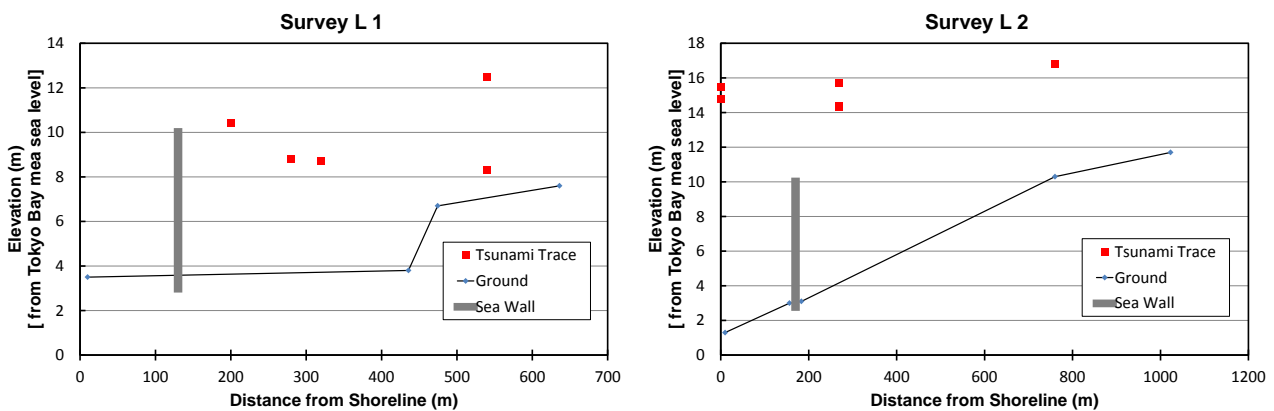 Survey L 1
Elevation (m)
[ from Tokyo Bay mea sea level]
14
12
10
8
6
4
2
0
0 100 200 300 400 500 600 700
Distance from Shoreline (m)
Tsunami Trace
Ground
Sea Wall
Survey L 2
Elevation (m)
[ from Tokyo Bay mea sea level]
18
16
14
12
10
8
6
4
2
0
0 200 400 600 800 1000 1200
Distance from Shoreline (m)
Tsunami Trace
Ground
Sea Wall